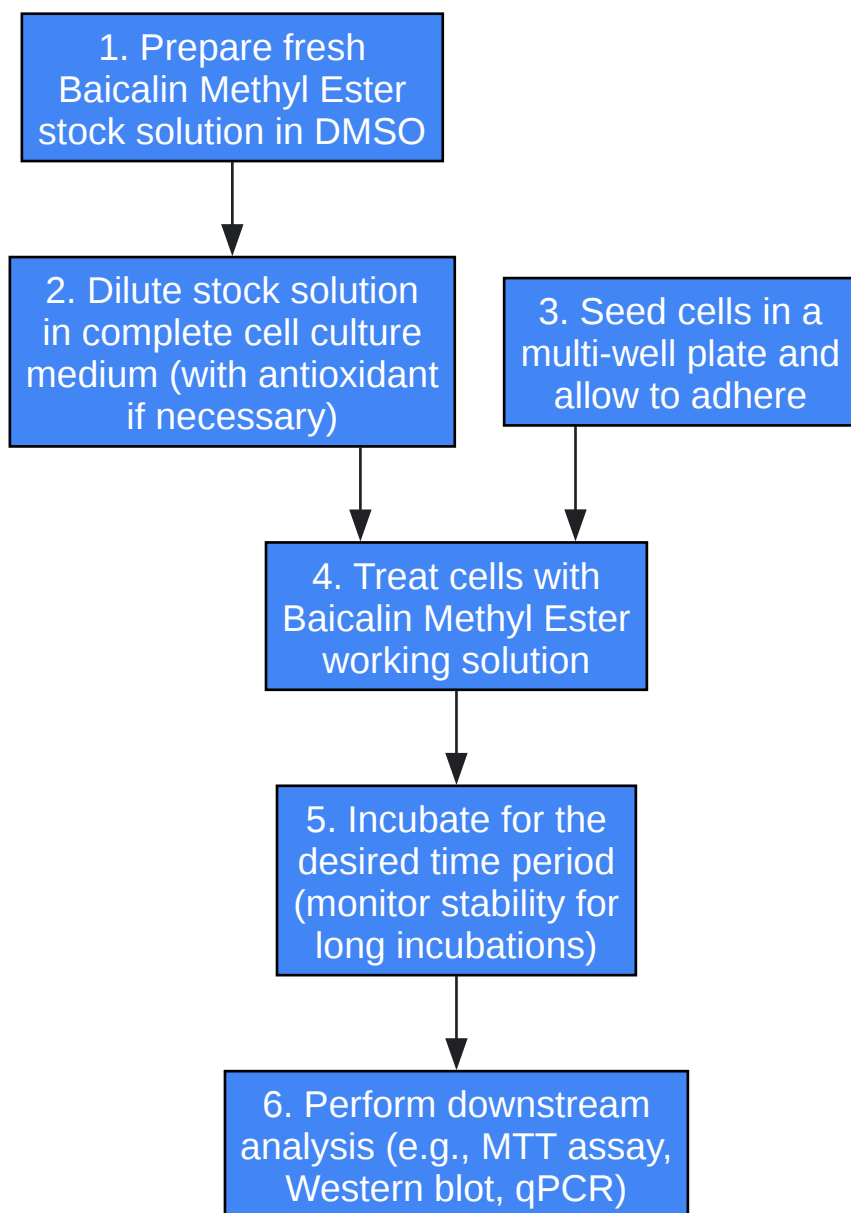 1. Prepare fresh
Baicalin Methyl Ester
stock solution in DMSO
2. Dilute stock solution
in complete cell culture
medium (with antioxidant
if necessary)
3. Seed cells in a
multi-well plate and
allow to adhere
4. Treat cells with
Baicalin Methyl Ester
working solution
5. Incubate for the
desired time period
(monitor stability for
long incubations)
6. Perform downstream
analysis (e.g., MTT assay,
Western blot, qPCR)